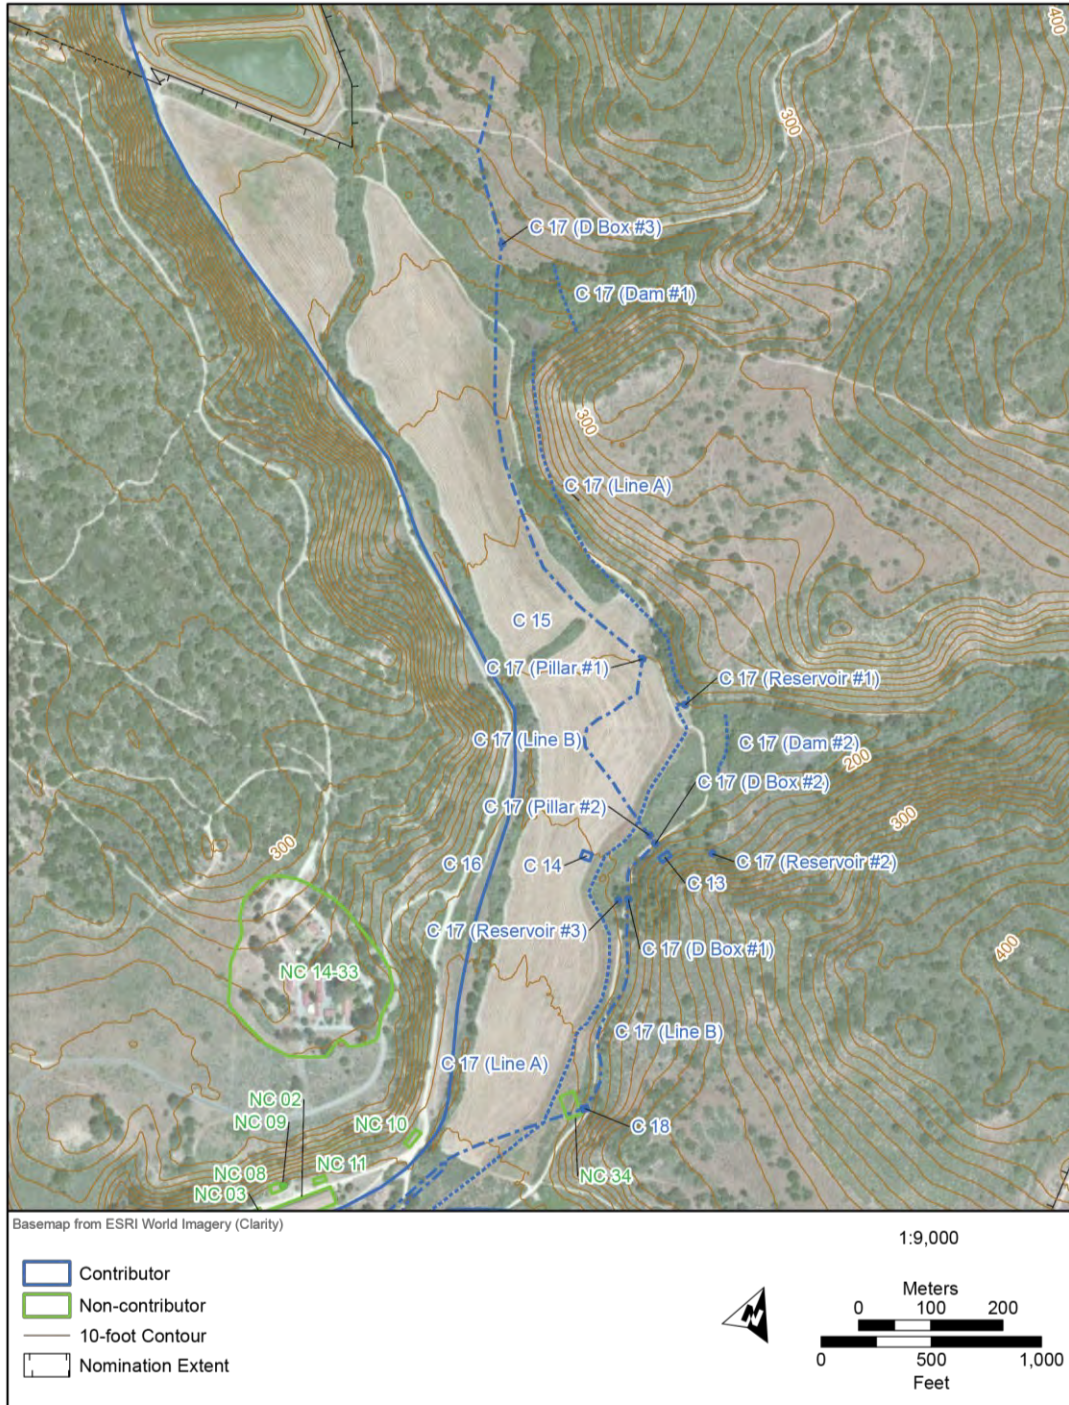 400
300
C 17 (D Box #3)
C 17 (Dam #1)
300
C 17 (Line A)
C 15
C 17 (Pillar #1)
C 17 (Reservoir #1)
C 17 (Line B)
C 17 (Dam #2)
200
C 17 (D Box #2)
C 17 (Pillar #2)
300
300
C 16
C 14
C 17 (Reservoir #2)
C 13
C 17 (Reservoir #3)
C 17 (D Box #1)
400
NC 14-33
C 17 (Line B)
C 17 (Line A)
NC 02
NC 09
NC 10
C 18
NC 11
NC 08
NC 34
NC 03
Basemap from ESRI World Imagery (Clarity)
1:9,000
Contributor
Non-contributor
10-foot Contour
Nomination Extent
N
Meters
0 100 200
0 500 1,000
Feet